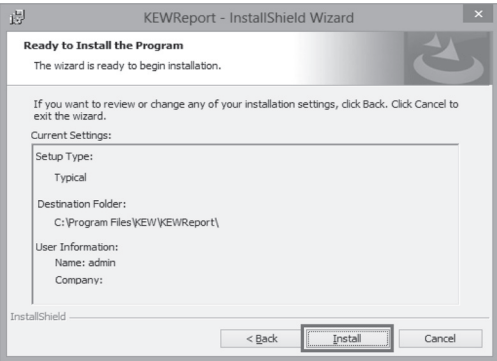 KEWReport - InstallShield Wizard
Ready to Install the Program
The wizard is ready to begin installation.
If you want to review or change any of your installation settings, click Back. Click Cancel to
exit the wizard.
Current Settings:
Setup Type:
Typical
Destination Folder:
C:\Program Files\KEW\KEWReport\
User Information:
Name: admin
Company:
InstallShield
< Back Install Cancel